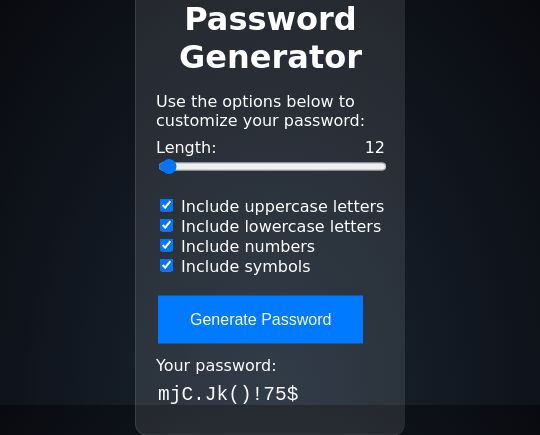 Password
Generator
Use the options below to
customize your password:
Length: 12
Include uppercase letters
Include lowercase letters
Include numbers
Include symbols
Generate Password
Your password:
mjC.Jk()!75$